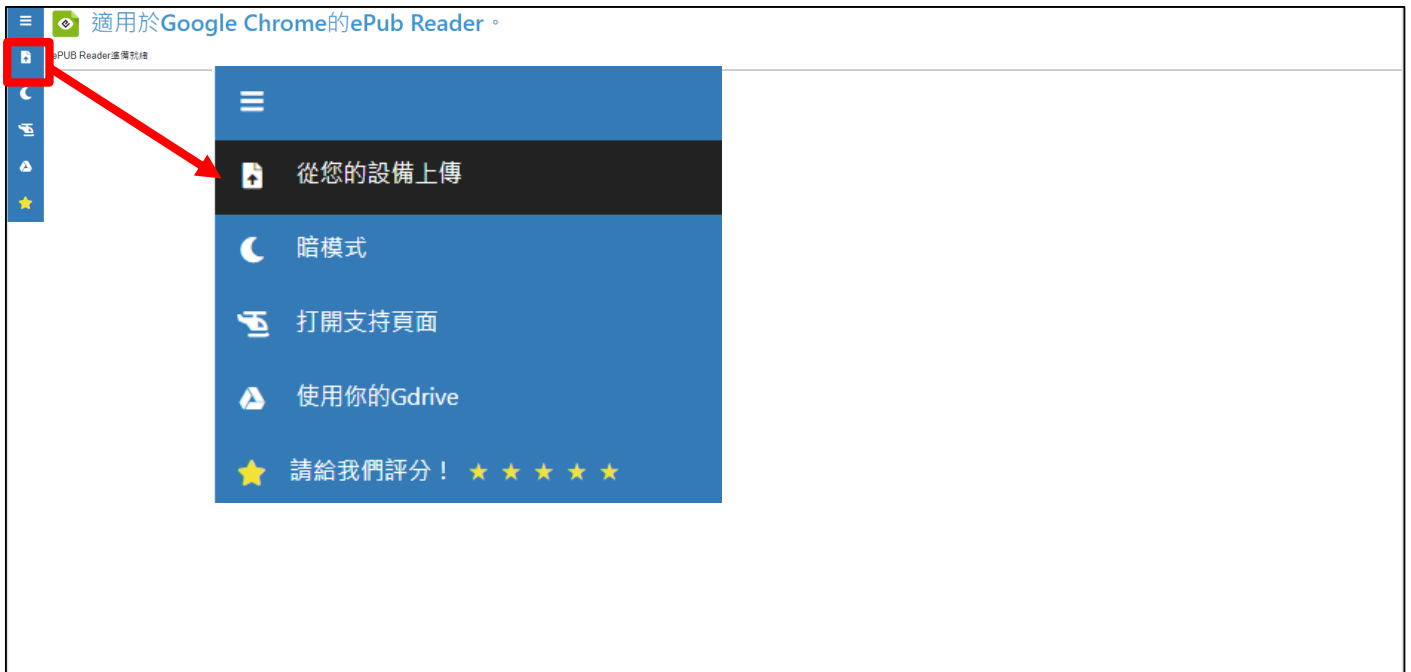 適用於Google Chrome的ePub Reader。
ePUB Reader準備就緒
從您的設備上傳
暗模式
打開支持頁面
使用你的Gdrive
請給我們評分！ ★ ★ ★ ★ ★